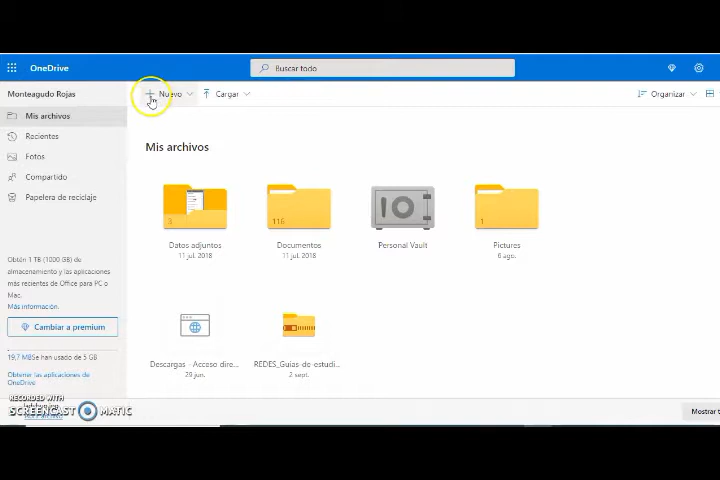 OneDrive
Buscar todo
Monteagudo Rojas
Nuevo
Cargar
Organizar
Mis archivos
Recientes
Fotos
Compartido
Papelera de reciclaje
Mis archivos
3
116
1
Datos adjuntos
Documentos
Personal Vault
Pictures
11 jul. 2018
11 jul. 2018
6 ago.
Descargas - Acceso dire...
REDES_Guias-de-estudi...
29 jun.
2 sept.
Obtén 1 TB (1000 GB) de
almacenamiento y las aplicaciones
más recientes de Office para PC o
Mac.
Más información.
Cambiar a premium
19,7 MBSe han usado de 5 GB
Obtener las aplicaciones de
OneDrive
RECORDED WITH
SCREENCAST MATIC
Mostrar t